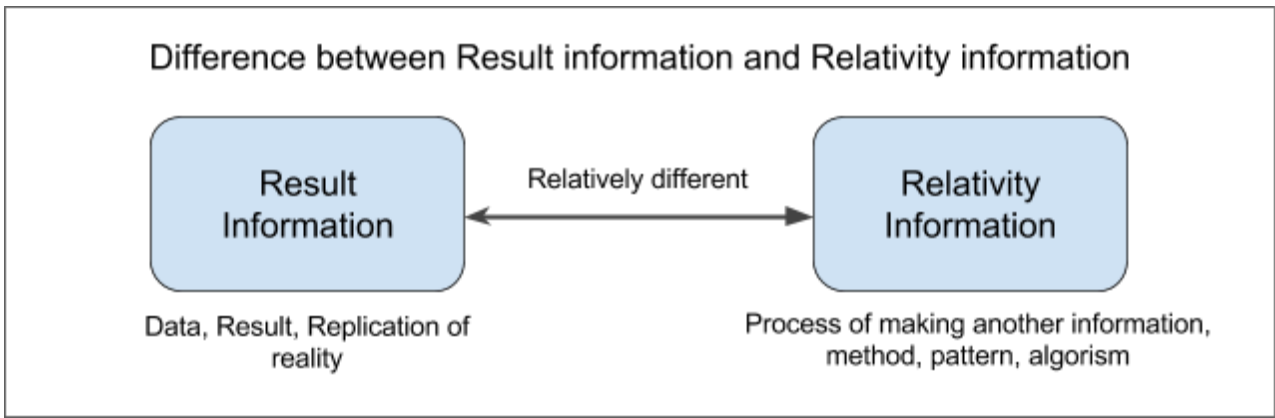 Difference between Result information and Relativity information
Result
Information
Relatively different
Relativity
Information
Data, Result, Replication of
reality
Process of making another information,
method, pattern, algorism